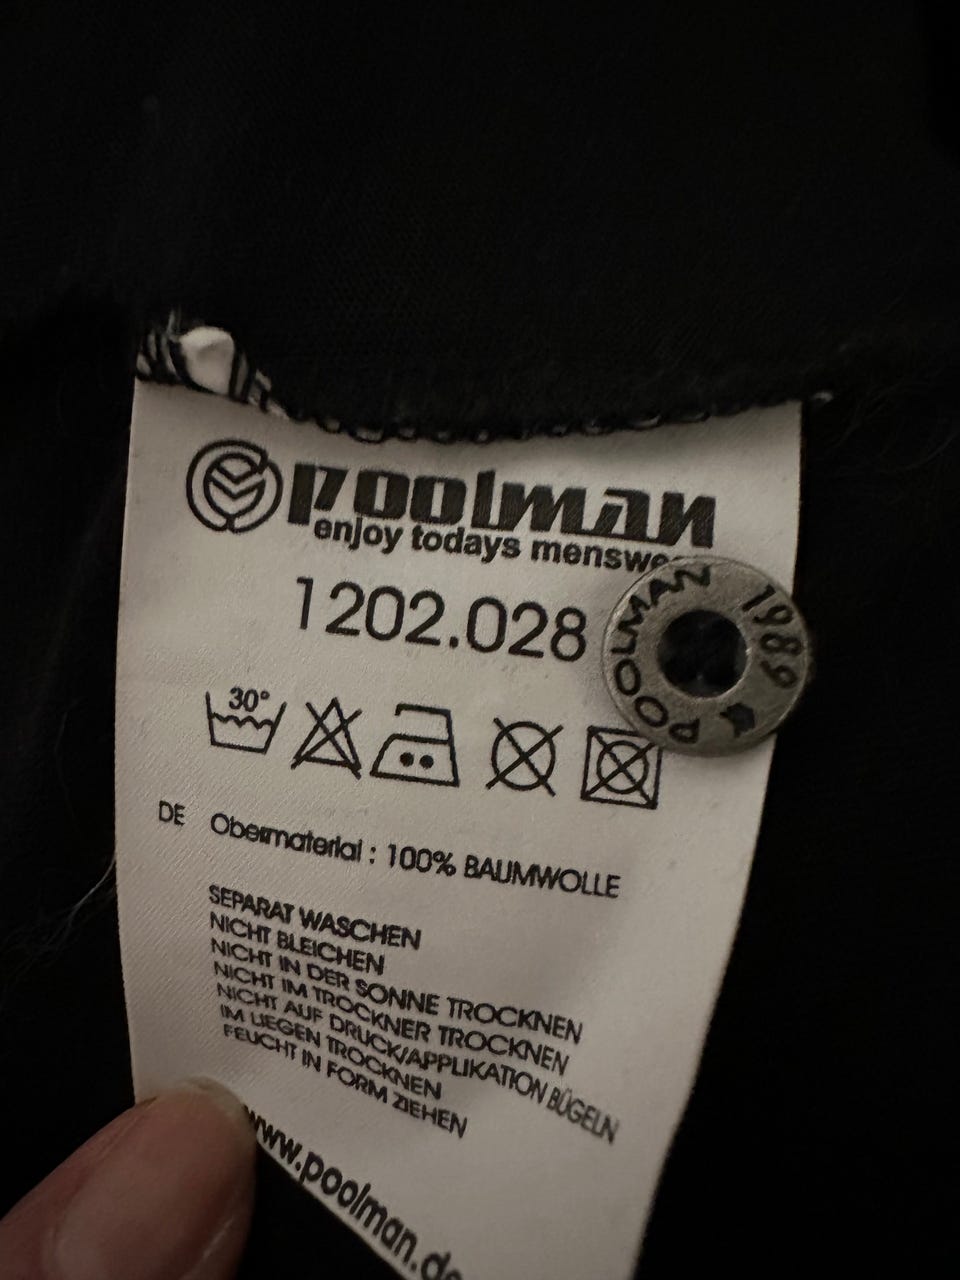 poolman
enjoy todays
1202.028
POOLMAN 1989
30°
DE Obermaterial : 100% BAUMWOLLE
SEPARAT WASCHEN
NICHT BLEICHEN
NICHT IN DER SONNE TROCKNEN
NICHT IM TROCKNER TROCKNEN
NICHT AUF DRUCK/APPLIKATION BÜGELN
IM LIEGEN TROCKNEN
FEUCHT IN FORM ZIEHEN
www.poolman.de